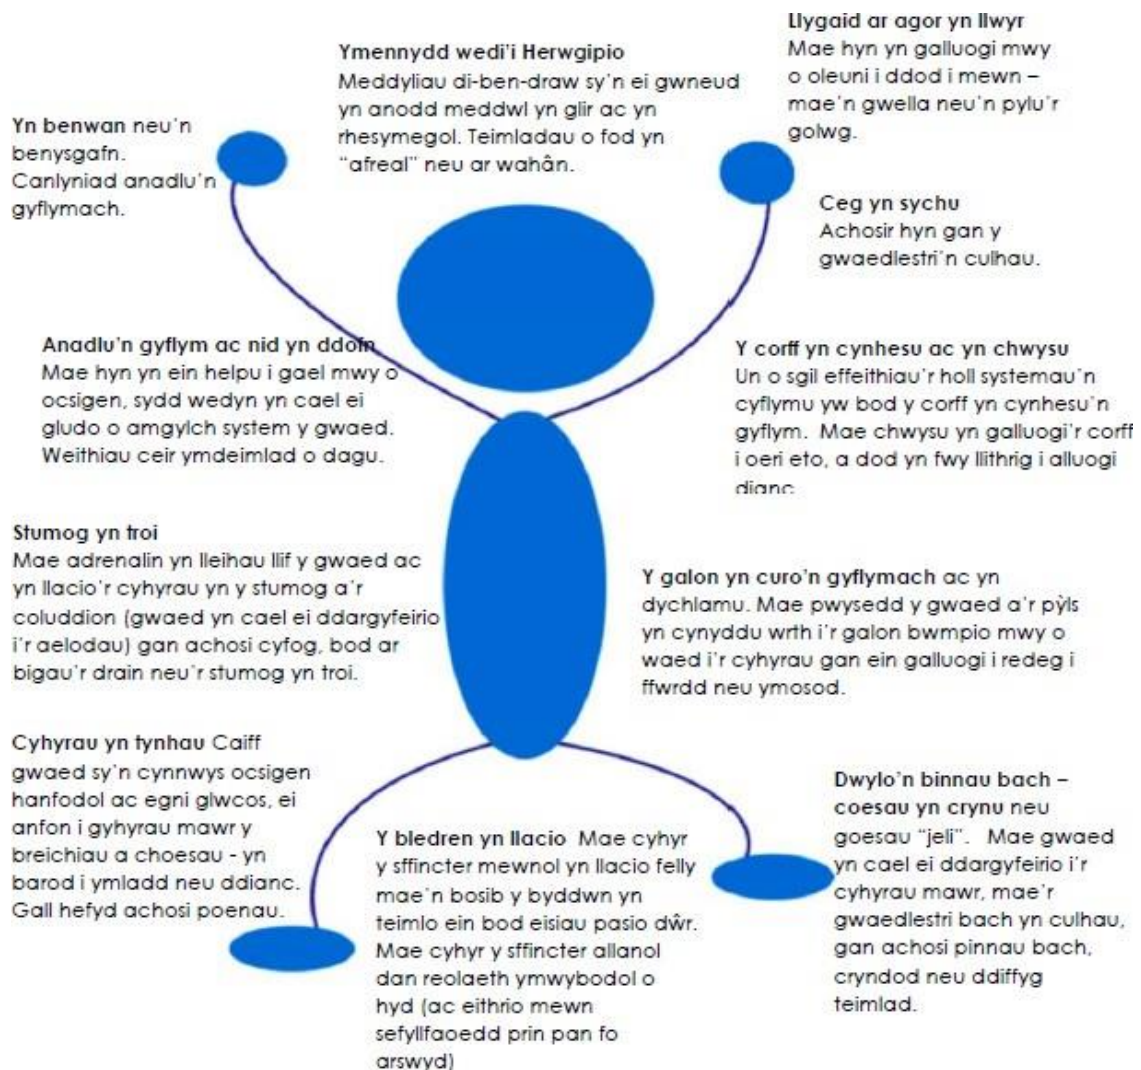 Yn benwan neu'n
benysgafn.
Canlyniad anadlu'n
gyflymach.
Ymennydd wedi'i Herwgipio
Meddyliau di-ben-draw sy'n ei gwneud
yn anodd meddwl yn glir ac yn
rhesymegol. Teimladau o fod yn
"afreal" neu ar wahân.
Llygaid ar agor yn llwyr
Mae hyn yn galluogi mwy
o oleuni i ddod i mewn –
mae'n gwella neu'n pylu'r
golwg.
Ceg yn sychu
Achosir hyn gan y
gwaedlestri'n culhau.
Anadlu'n gyflym ac nid yn ddofn
Mae hyn yn ein helpu i gael mwy o
ocsigen, sydd wedyn yn cael ei
gludo o amgylch system y gwaed.
Weithiau ceir ymdeimlad o dagu.
Y corff yn cynhesu ac yn chwysu
Un o sgil effeithiau'r holl systemau'n
cyflymu yw bod y corff yn cynhesu'n
gyflym. Mae chwysu yn galluogi'r corff
i oeri eto, a dod yn fwy llithrig i alluogi
dianc
Stumog yn troi
Mae adrenalin yn lleihau llif y gwaed ac
yn llacio'r cyhyrau yn y stumog a'r
coluddion (gwaed yn cael ei ddargyfeirio
i'r aelodau) gan achosi cyfog, bod ar
bigau'r drain neu'r stumog yn troi.
Y galon yn curo'n gyflymach ac yn
dychlamu. Mae pwysedd y gwaed a'r pỳls
yn cynyddu wrth i'r galon bwmpio mwy o
waed i'r cyhyrau gan ein galluogi i redeg i
ffwrdd neu ymosod.
Cyhyrau yn tynhau Caiff
gwaed sy'n cynnwys ocsigen
hanfodol ac egni glwcos, ei
anfon i gyhyrau mawr y
breichiau a choesau - yn
barod i ymladd neu ddianc.
Gall hefyd achosi poenau.
Y bledren yn llacio Mae cyhyr
y sffincter mewnol yn llacio felly
mae'n bosib y byddwn yn
teimlo ein bod eisiau pasio dŵr.
Mae cyhyr y sffincter allanol
dan reolaeth ymwybodol o
hyd (ac eithrio mewn
sefyllfaoedd prin pan fo
arswyd)
Dwylo'n binnau bach –
coesau yn crynu neu
goesau "jeli". Mae gwaed
yn cael ei ddargyfeirio i'r
cyhyrau mawr, mae'r
gwaedlestri bach yn culhau,
gan achosi pinnau bach,
cryndod neu ddiffyg
teimlad.